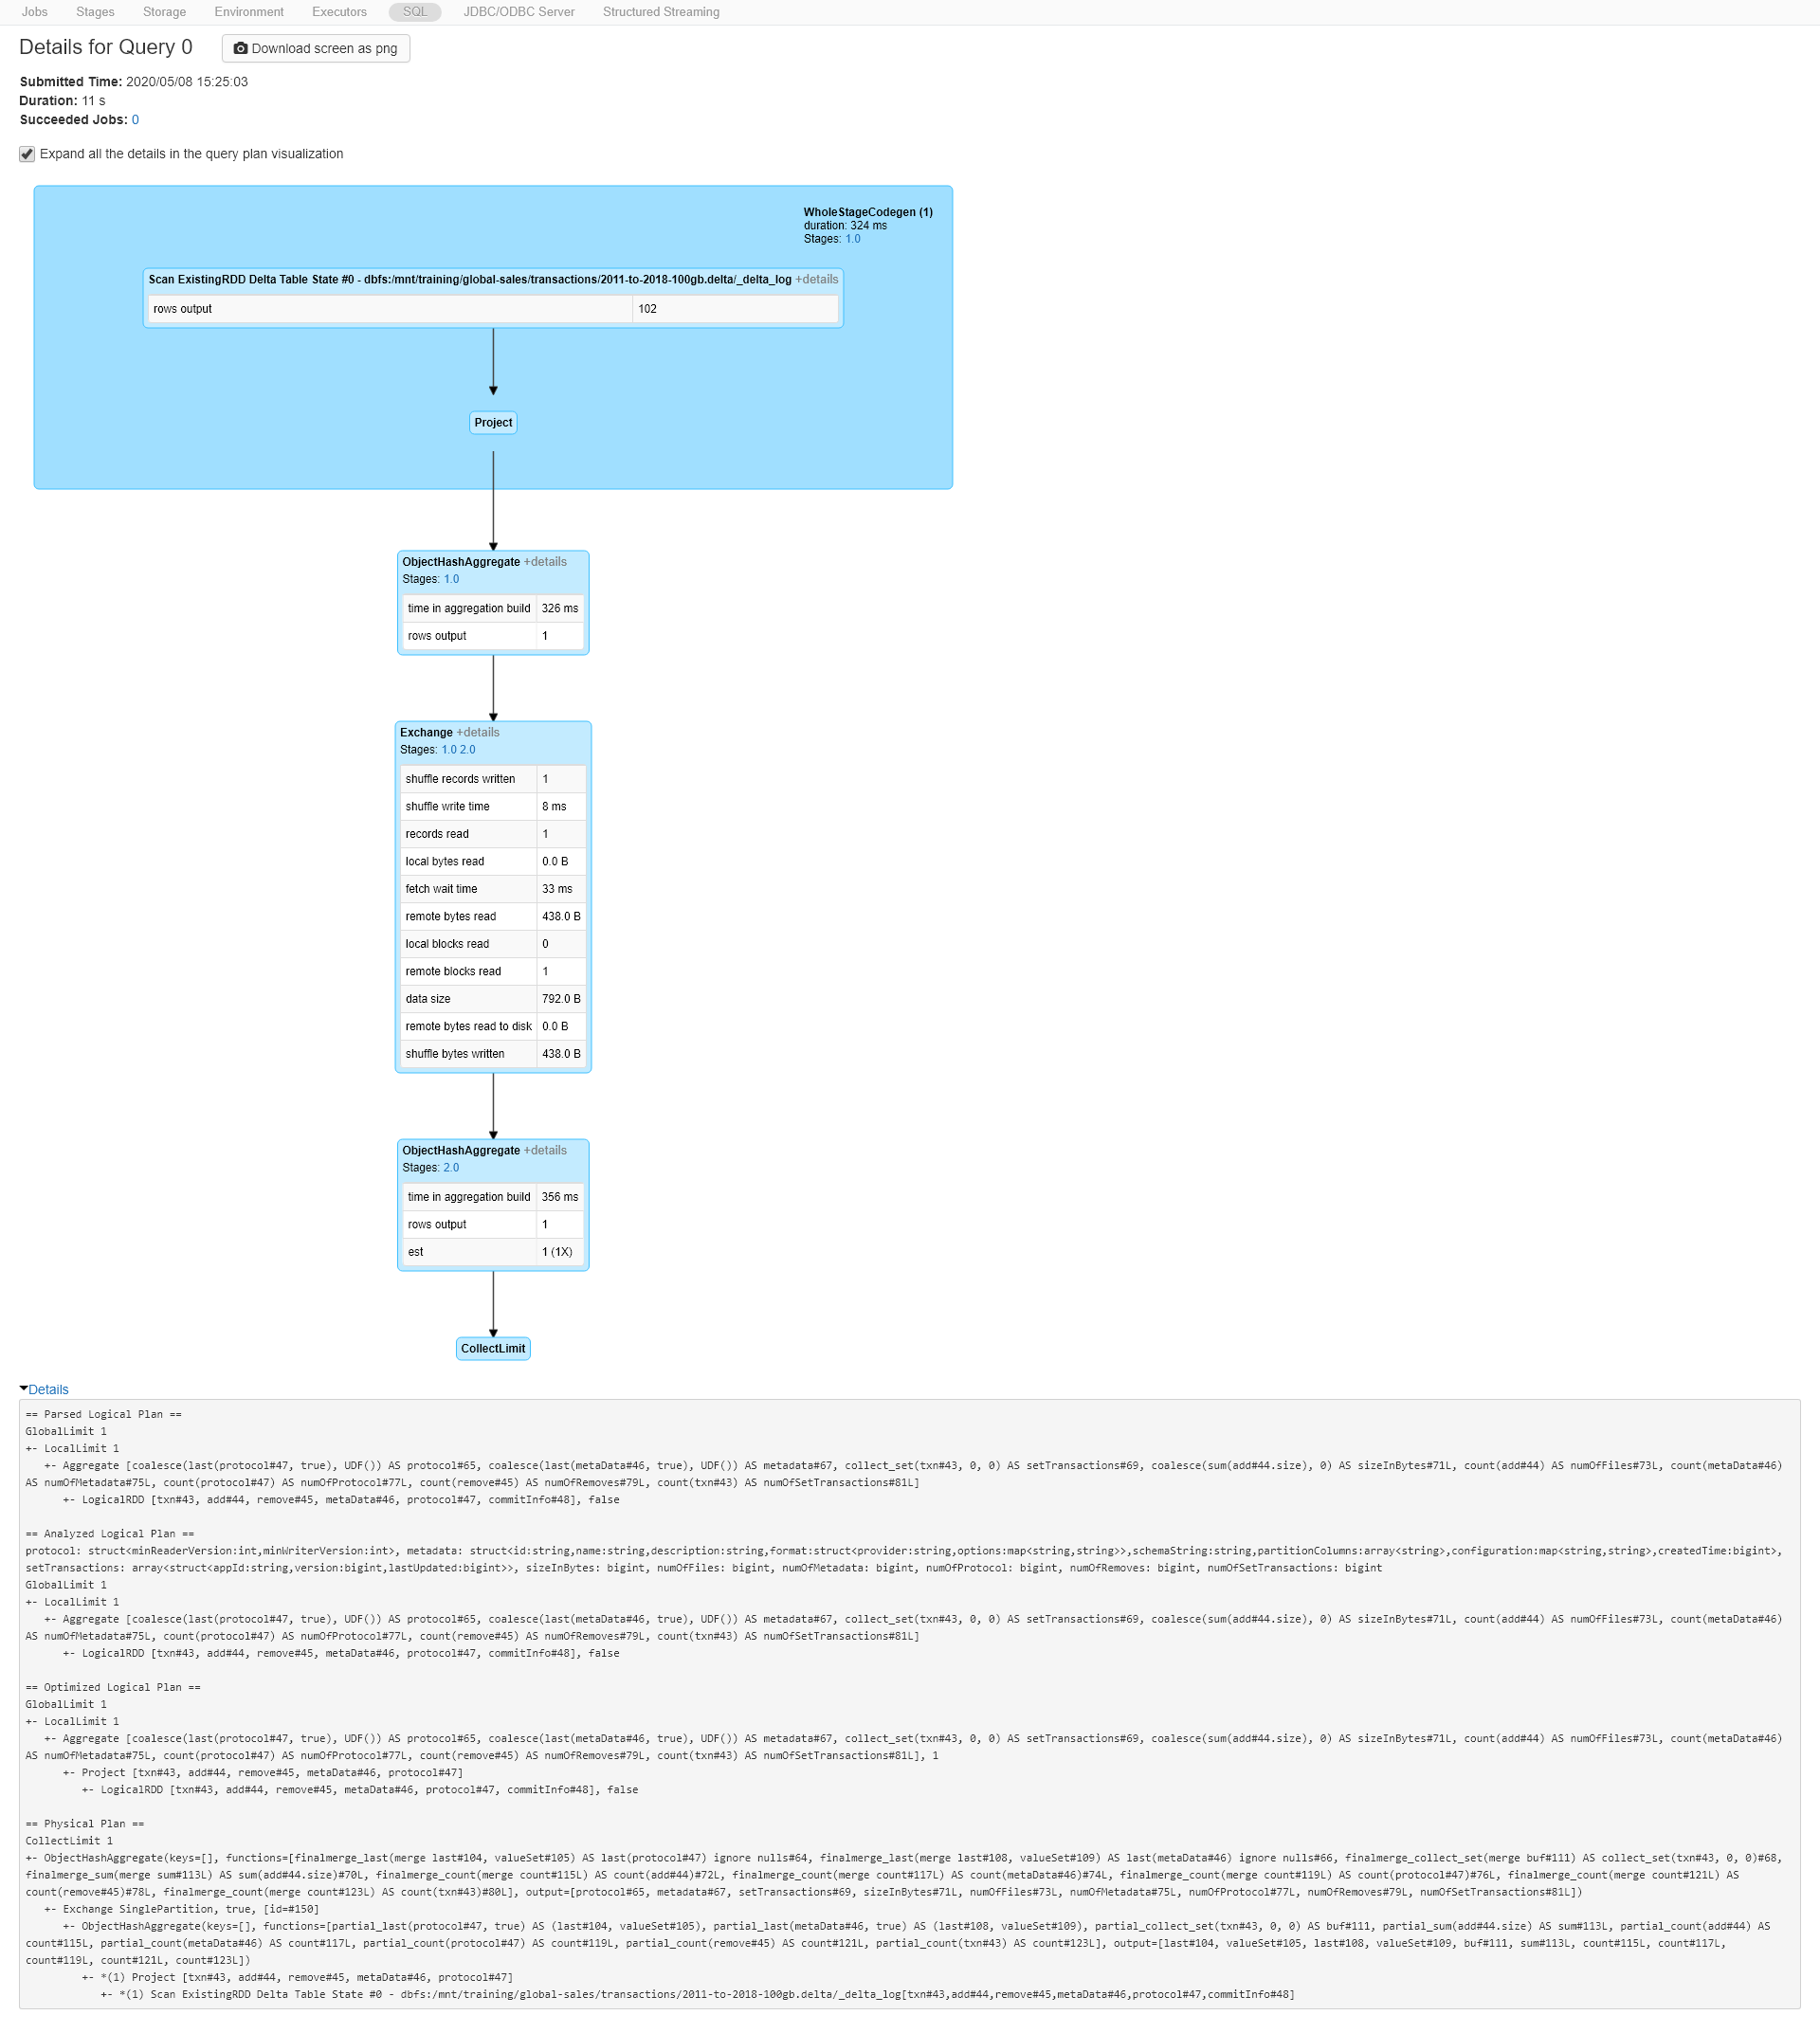 Jobs Stages Storage Environment Executors SQL JDBC/ODBC Server Structured Streaming
Details for Query 0 Download screen as png
Submitted Time: 2020/05/08 15:25:03
Duration: 11 s
Succeeded Jobs: 0
Expand all the details in the query plan visualization
WholeStageCodegen (1)
duration: 324 ms
Stages: 1.0
Scan ExistingRDD Delta Table State #0 - dbfs:/mnt/training/global-sales/transactions/2011-to-2018-100gb.delta/_delta_log +details
rows output 102
Project
ObjectHashAggregate +details
Stages: 1.0
time in aggregation build 326 ms
rows output 1
Exchange +details
Stages: 1.0 2.0
shuffle records written 1
shuffle write time 8 ms
records read 1
local bytes read 0.0 B
fetch wait time 33 ms
remote bytes read 438.0 B
local blocks read 0
remote blocks read 1
data size 792.0 B
remote bytes read to disk 0.0 B
shuffle bytes written 438.0 B
ObjectHashAggregate +details
Stages: 2.0
time in aggregation build 356 ms
rows output 1
est 1 (1X)
CollectLimit
Details
== Parsed Logical Plan ==
GlobalLimit 1
+- LocalLimit 1
   +- Aggregate [coalesce(last(protocol#47, true), UDF()) AS protocol#65, coalesce(last(metaData#46, true), UDF()) AS metadata#67, collect_set(txn#43, 0, 0) AS setTransactions#69, coalesce(sum(add#44.size), 0) AS sizeInBytes#71L, count(add#44) AS numOfFiles#73L, count(metaData#46)
AS numOfMetadata#75L, count(protocol#47) AS numOfProtocol#77L, count(remove#45) AS numOfRemoves#79L, count(txn#43) AS numOfSetTransactions#81L]
      +- LogicalRDD [txn#43, add#44, remove#45, metaData#46, protocol#47, commitInfo#48], false

== Analyzed Logical Plan ==
protocol: struct<minReaderVersion:int,minWriterVersion:int>, metadata: struct<id:string,name:string,description:string,format:struct<provider:string,options:map<string,string>>,schemaString:string,partitionColumns:array<string>,configuration:map<string,string>,createdTime:bigint>,
setTransactions: array<struct<appId:string,version:bigint,lastUpdated:bigint>>, sizeInBytes: bigint, numOfFiles: bigint, numOfMetadata: bigint, numOfProtocol: bigint, numOfRemoves: bigint, numOfSetTransactions: bigint
GlobalLimit 1
+- LocalLimit 1
   +- Aggregate [coalesce(last(protocol#47, true), UDF()) AS protocol#65, coalesce(last(metaData#46, true), UDF()) AS metadata#67, collect_set(txn#43, 0, 0) AS setTransactions#69, coalesce(sum(add#44.size), 0) AS sizeInBytes#71L, count(add#44) AS numOfFiles#73L, count(metaData#46)
AS numOfMetadata#75L, count(protocol#47) AS numOfProtocol#77L, count(remove#45) AS numOfRemoves#79L, count(txn#43) AS numOfSetTransactions#81L]
      +- LogicalRDD [txn#43, add#44, remove#45, metaData#46, protocol#47, commitInfo#48], false

== Optimized Logical Plan ==
GlobalLimit 1
+- LocalLimit 1
   +- Aggregate [coalesce(last(protocol#47, true), UDF()) AS protocol#65, coalesce(last(metaData#46, true), UDF()) AS metadata#67, collect_set(txn#43, 0, 0) AS setTransactions#69, coalesce(sum(add#44.size), 0) AS sizeInBytes#71L, count(add#44) AS numOfFiles#73L, count(metaData#46)
AS numOfMetadata#75L, count(protocol#47) AS numOfProtocol#77L, count(remove#45) AS numOfRemoves#79L, count(txn#43) AS numOfSetTransactions#81L], 1
      +- Project [txn#43, add#44, remove#45, metaData#46, protocol#47]
         +- LogicalRDD [txn#43, add#44, remove#45, metaData#46, protocol#47, commitInfo#48], false

== Physical Plan ==
CollectLimit 1
+- ObjectHashAggregate(keys=[], functions=[finalmerge_last(merge last#104, valueSet#105) AS last(protocol#47) ignore nulls#64, finalmerge_last(merge last#108, valueSet#109) AS last(metaData#46) ignore nulls#66, finalmerge_collect_set(merge buf#111) AS collect_set(txn#43, 0, 0)#68,
finalmerge_sum(merge sum#113L) AS sum(add#44.size)#70L, finalmerge_count(merge count#115L) AS count(add#44)#72L, finalmerge_count(merge count#117L) AS count(metaData#46)#74L, finalmerge_count(merge count#119L) AS count(protocol#47)#76L, finalmerge_count(merge count#121L) AS
count(remove#45)#78L, finalmerge_count(merge count#123L) AS count(txn#43)#80L], output=[protocol#65, metadata#67, setTransactions#69, sizeInBytes#71L, numOfFiles#73L, numOfMetadata#75L, numOfProtocol#77L, numOfRemoves#79L, numOfSetTransactions#81L])
   +- Exchange SinglePartition, true, [id=#150]
      +- ObjectHashAggregate(keys=[], functions=[partial_last(protocol#47, true) AS (last#104, valueSet#105), partial_last(metaData#46, true) AS (last#108, valueSet#109), partial_collect_set(txn#43, 0, 0) AS buf#111, partial_sum(add#44.size) AS sum#113L, partial_count(add#44) AS
count#115L, partial_count(metaData#46) AS count#117L, partial_count(protocol#47) AS count#119L, partial_count(remove#45) AS count#121L, partial_count(txn#43) AS count#123L], output=[last#104, valueSet#105, last#108, valueSet#109, buf#111, sum#113L, count#115L, count#117L,
count#119L, count#121L, count#123L])
         +- *(1) Project [txn#43, add#44, remove#45, metaData#46, protocol#47]
            +- *(1) Scan ExistingRDD Delta Table State #0 - dbfs:/mnt/training/global-sales/transactions/2011-to-2018-100gb.delta/_delta_log[txn#43,add#44,remove#45,metaData#46,protocol#47,commitInfo#48]